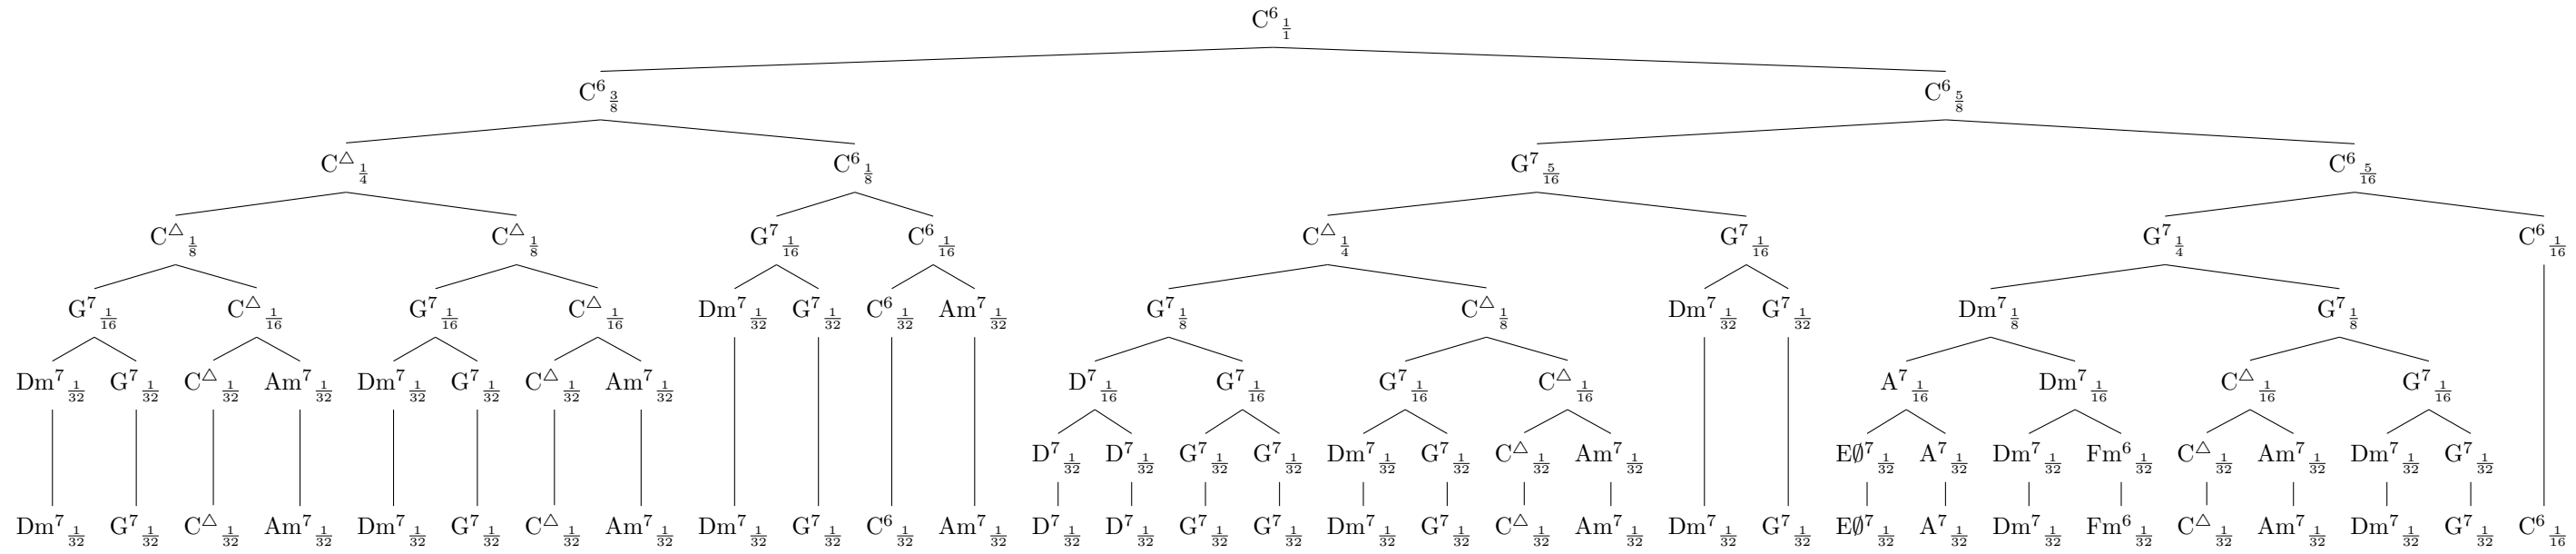 C⁶ 1/1
C⁶ 3/8 C⁶ 5/8
C△ 1/4 C⁶ 1/8 G⁷ 5/16 C⁶ 5/16
C△ 1/8 C△ 1/8 G⁷ 1/16 C⁶ 1/16 C△ 1/4 G⁷ 1/16 G⁷ 1/4 C⁶ 1/16
G⁷ 1/16 C△ 1/16 G⁷ 1/16 C△ 1/16 Dm⁷ 1/32 G⁷ 1/32 C⁶ 1/32 Am⁷ 1/32 G⁷ 1/8 C△ 1/8 Dm⁷ 1/32 G⁷ 1/32 Dm⁷ 1/8 G⁷ 1/8
Dm⁷ 1/32 G⁷ 1/32 C△ 1/32 Am⁷ 1/32 Dm⁷ 1/32 G⁷ 1/32 C△ 1/32 Am⁷ 1/32 D⁷ 1/16 G⁷ 1/16 G⁷ 1/16 C△ 1/16 A⁷ 1/16 Dm⁷ 1/16 C△ 1/16 G⁷ 1/16
D⁷ 1/32 D⁷ 1/32 G⁷ 1/32 G⁷ 1/32 Dm⁷ 1/32 G⁷ 1/32 C△ 1/32 Am⁷ 1/32 E∅⁷ 1/32 A⁷ 1/32 Dm⁷ 1/32 Fm⁶ 1/32 C△ 1/32 Am⁷ 1/32 Dm⁷ 1/32 G⁷ 1/32
Dm⁷ 1/32 G⁷ 1/32 C△ 1/32 Am⁷ 1/32 Dm⁷ 1/32 G⁷ 1/32 C△ 1/32 Am⁷ 1/32 Dm⁷ 1/32 G⁷ 1/32 C⁶ 1/32 Am⁷ 1/32 D⁷ 1/32 D⁷ 1/32 G⁷ 1/32 G⁷ 1/32 Dm⁷ 1/32 G⁷ 1/32 C△ 1/32 Am⁷ 1/32 Dm⁷ 1/32 G⁷ 1/32 E∅⁷ 1/32 A⁷ 1/32 Dm⁷ 1/32 Fm⁶ 1/32 C△ 1/32 Am⁷ 1/32 Dm⁷ 1/32 G⁷ 1/32 C⁶ 1/16